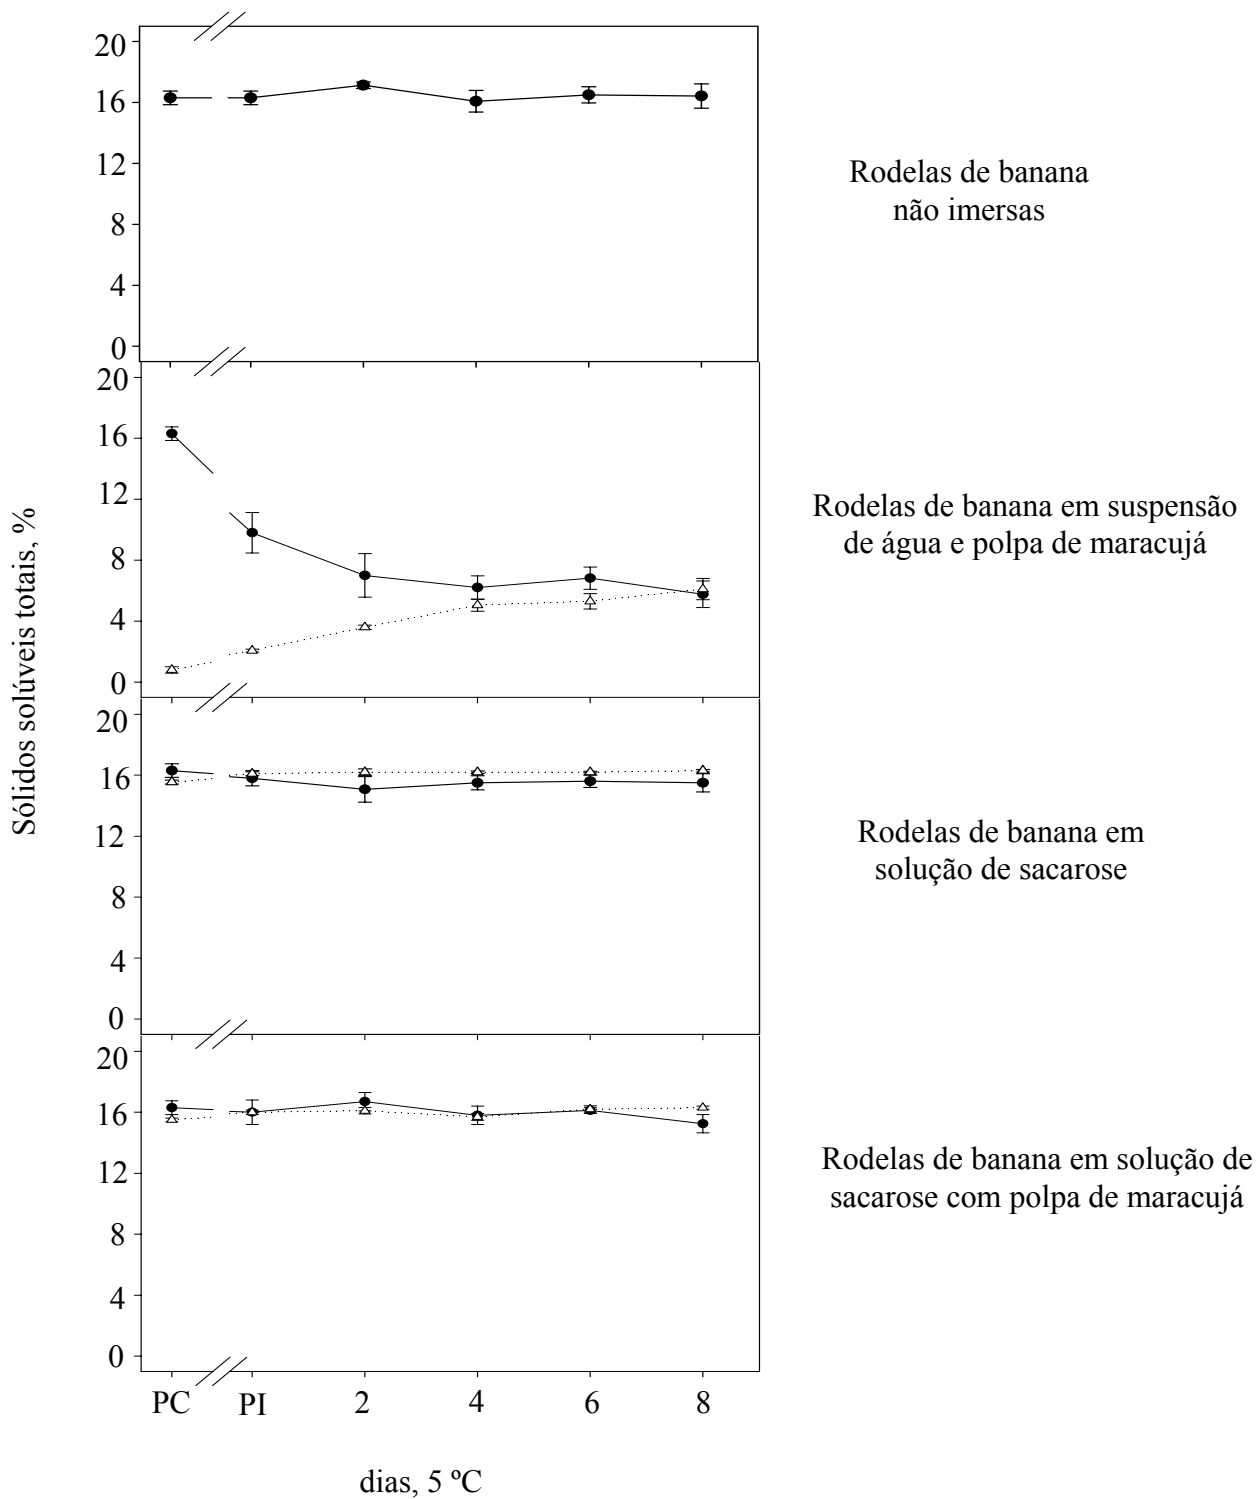 Sólidos solúveis totais, %
20
16
12
8
4
0
Rodelas de banana
não imersas
20
16
12
8
4
0
Rodelas de banana em suspensão
de água e polpa de maracujá
20
16
12
8
4
0
Rodelas de banana em
solução de sacarose
20
16
12
8
4
0
Rodelas de banana em solução de
sacarose com polpa de maracujá
PC PI 2 4 6 8
dias, 5 ºC